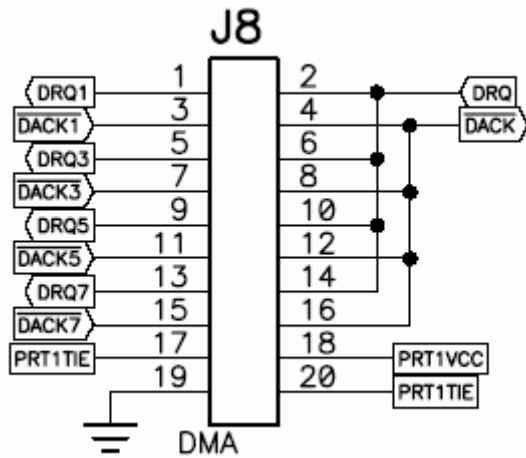 J8
DRQ1 1 2 DRQ
DACK1 3 4 DACK
DRQ3 5 6
DACK3 7 8
DRQ5 9 10
DACK5 11 12
DRQ7 13 14
DACK7 15 16
PRT1TIE 17 18 PRT1VCC
19 20 PRT1TIE
DMA